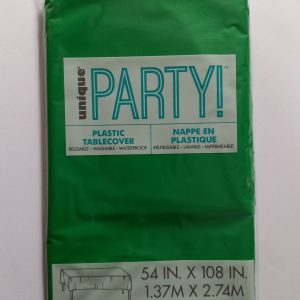 unique®
PARTY!™
PLASTIC
TABLECOVER
REUSABLE • WASHABLE • WATERPROOF
NAPPE EN
PLASTIQUE
RÉUTILISABLE • LAVABLE • IMPERMÉABLE
54 IN. X 108 IN.
1.37M X 2.74M